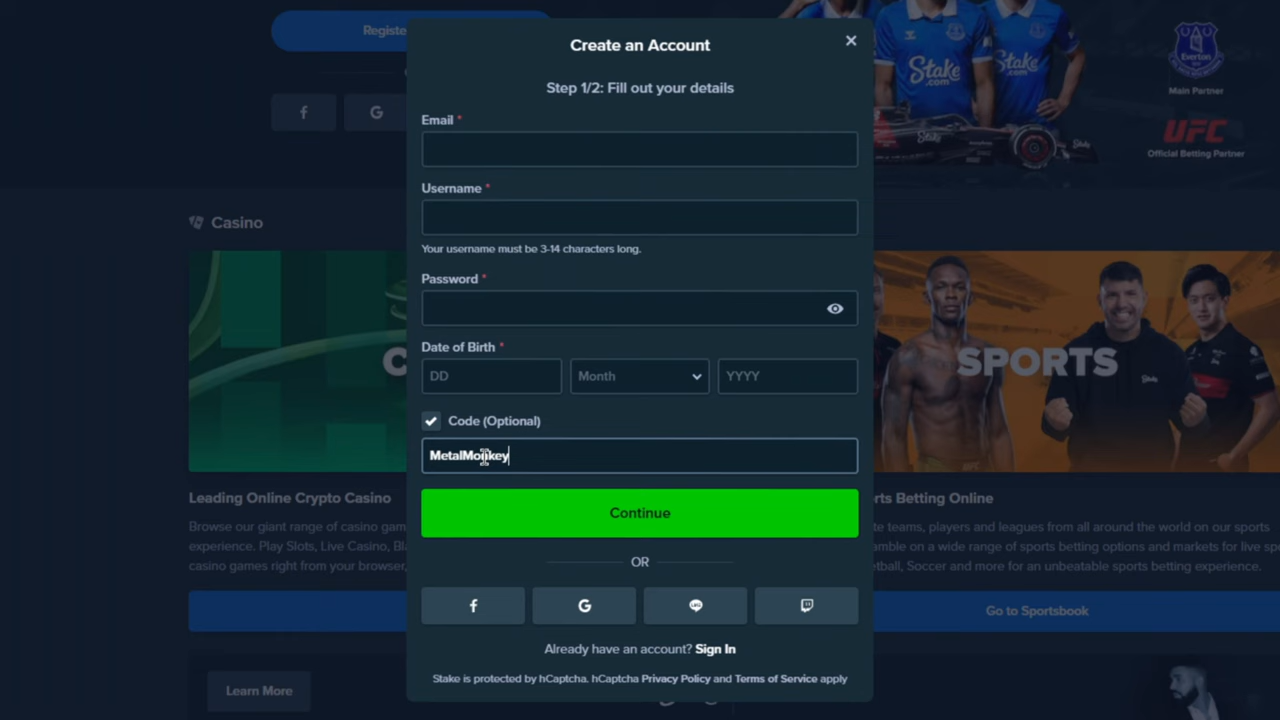 Registe
Create an Account
Step 1/2: Fill out your details
Email *
Username *
Your username must be 3-14 characters long.
Password *
Date of Birth *
DD
Month
YYYY
Code (Optional)
MetalMonkey
Continue
OR
Already have an account? Sign In
Stake is protected by hCaptcha. hCaptcha Privacy Policy and Terms of Service apply
Stake
.com
Stake
.com
Stake
Everton
Main Partner
UFC
Official Betting Partner
Casino
C
Leading Online Crypto Casino
Browse our giant range of casino gam
experience. Play Slots, Live Casino, Bl
casino games right from your browser,
Learn More
SPORTS
rts Betting Online
te teams, players and leagues from all around the world on our sports
amble on a wide range of sports betting options and markets for live sp
etball, Soccer and more for an unbeatable sports betting experience.
Go to Sportsbook